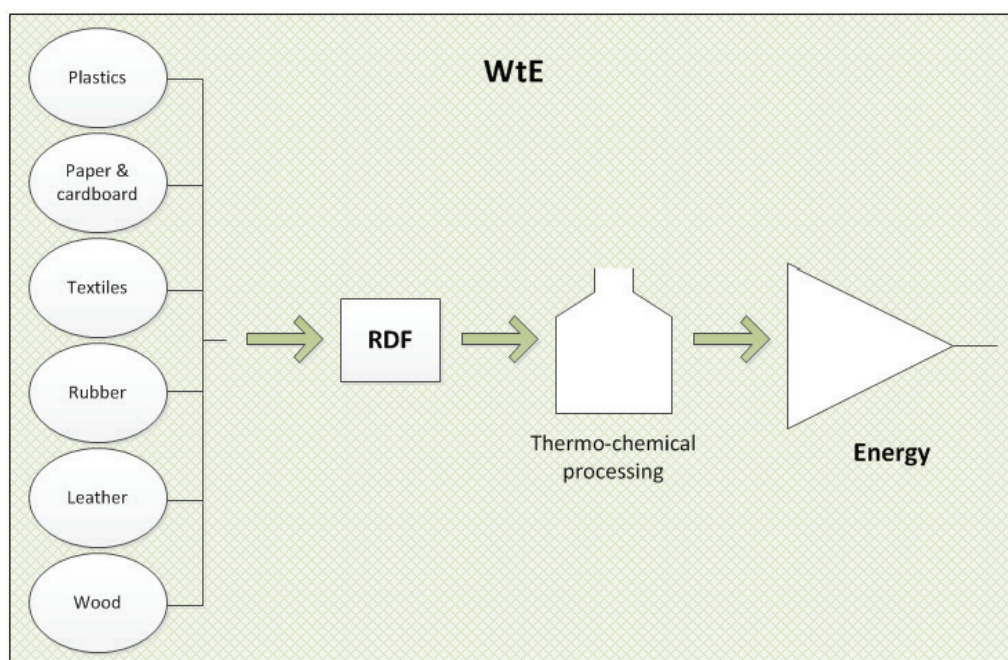 WtE
Plastics
Paper &
cardboard
Textiles
Rubber
Leather
Wood
RDF
Thermo-chemical
processing
Energy